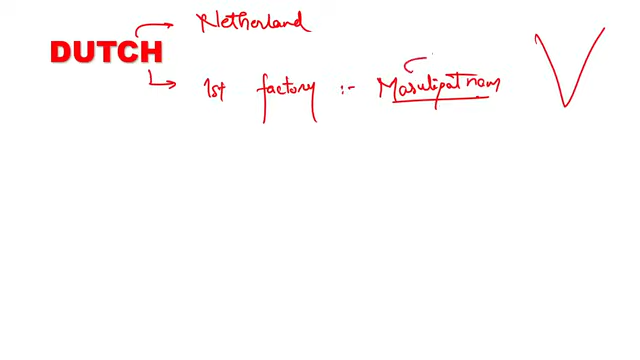 Netherland
DUTCH
1st factory :- Masulipatnam